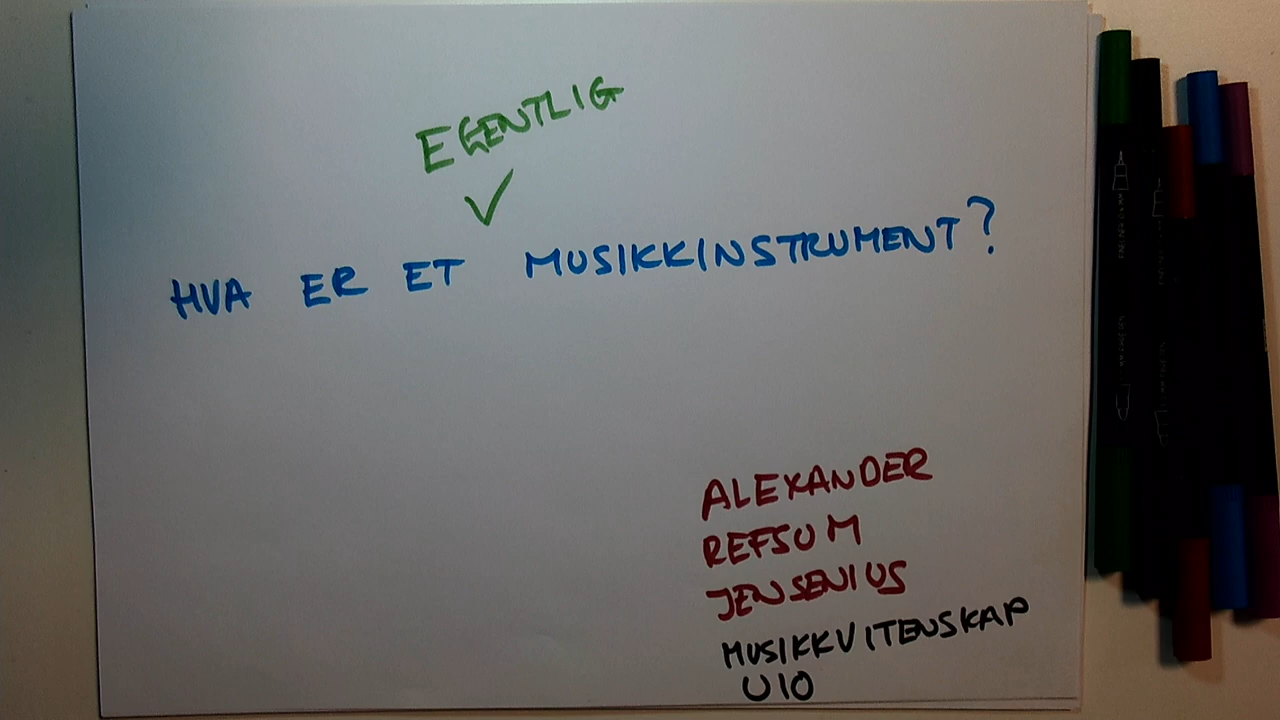 EGENTLIG
HVA ER ET MUSIKKINSTRUMENT?
ALEXANDER
REFSUM
JENSENIUS
MUSIKKVITENSKAP
UIO